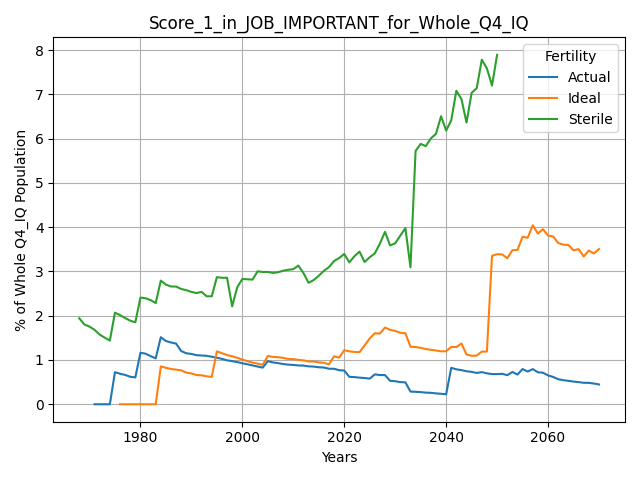 Score_1_in_JOB_IMPORTANT_for_Whole_Q4_IQ
Fertility
Actual
Ideal
Sterile
% of Whole Q4_IQ Population
8
7
6
5
4
3
2
1
0
1980
2000
2020
2040
2060
Years